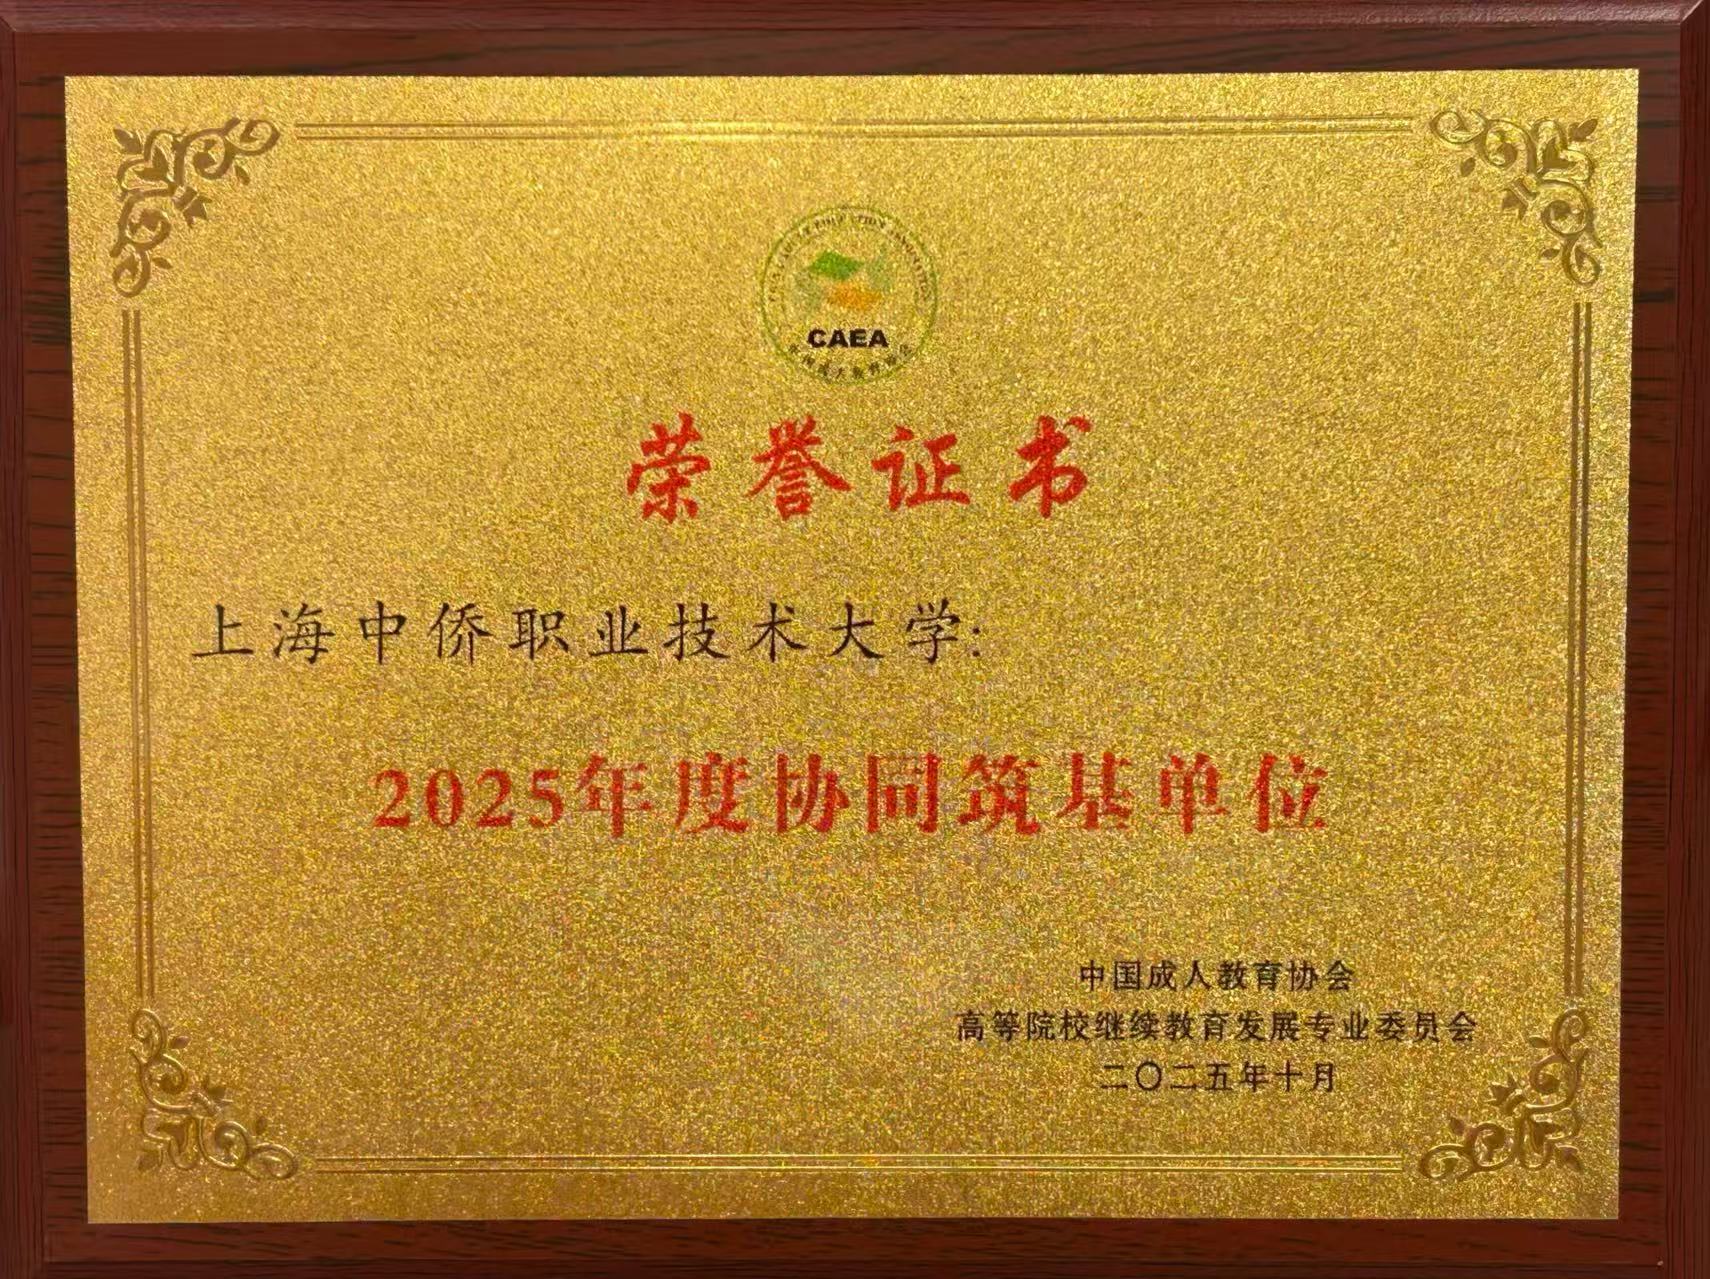 CAEA
荣誉证书
上海中侨职业技术大学:
2025年度协同筑基单位
中国成人教育协会
高等院校继续教育发展专业委员会
二〇二五年十月